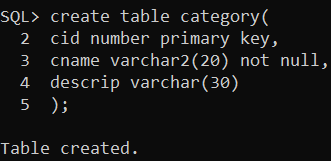 SQL> create table category(
  2  cid number primary key,
  3  cname varchar2(20) not null,
  4  descrip varchar(30)
  5  );
Table created.